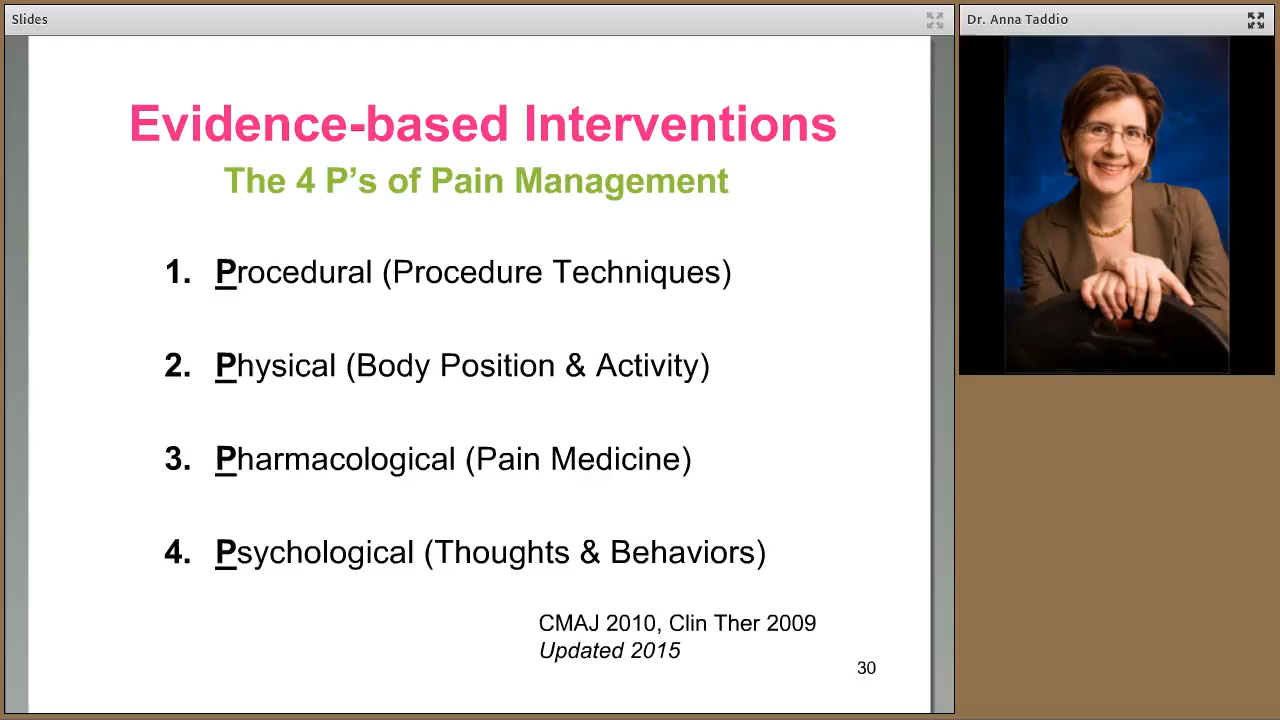 Slides
Evidence-based Interventions
The 4 P’s of Pain Management
1. Procedural (Procedure Techniques)
2. Physical (Body Position & Activity)
3. Pharmacological (Pain Medicine)
4. Psychological (Thoughts & Behaviors)
CMAJ 2010, Clin Ther 2009
Updated 2015
30
Dr. Anna Taddio